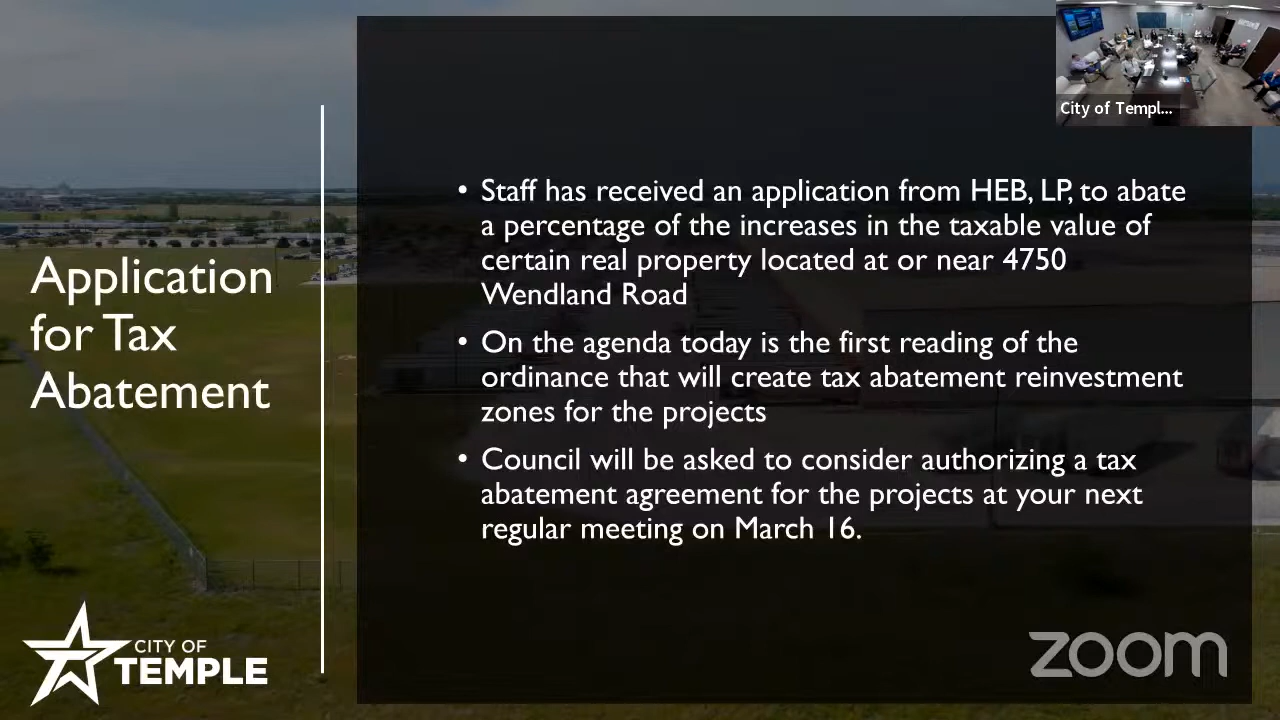 City of Templ...
Application
for Tax
Abatement
• Staff has received an application from HEB, LP, to abate
a percentage of the increases in the taxable value of
certain real property located at or near 4750
Wendland Road
• On the agenda today is the first reading of the
ordinance that will create tax abatement reinvestment
zones for the projects
• Council will be asked to consider authorizing a tax
abatement agreement for the projects at your next
regular meeting on March 16.
CITY OF
TEMPLE
zoom